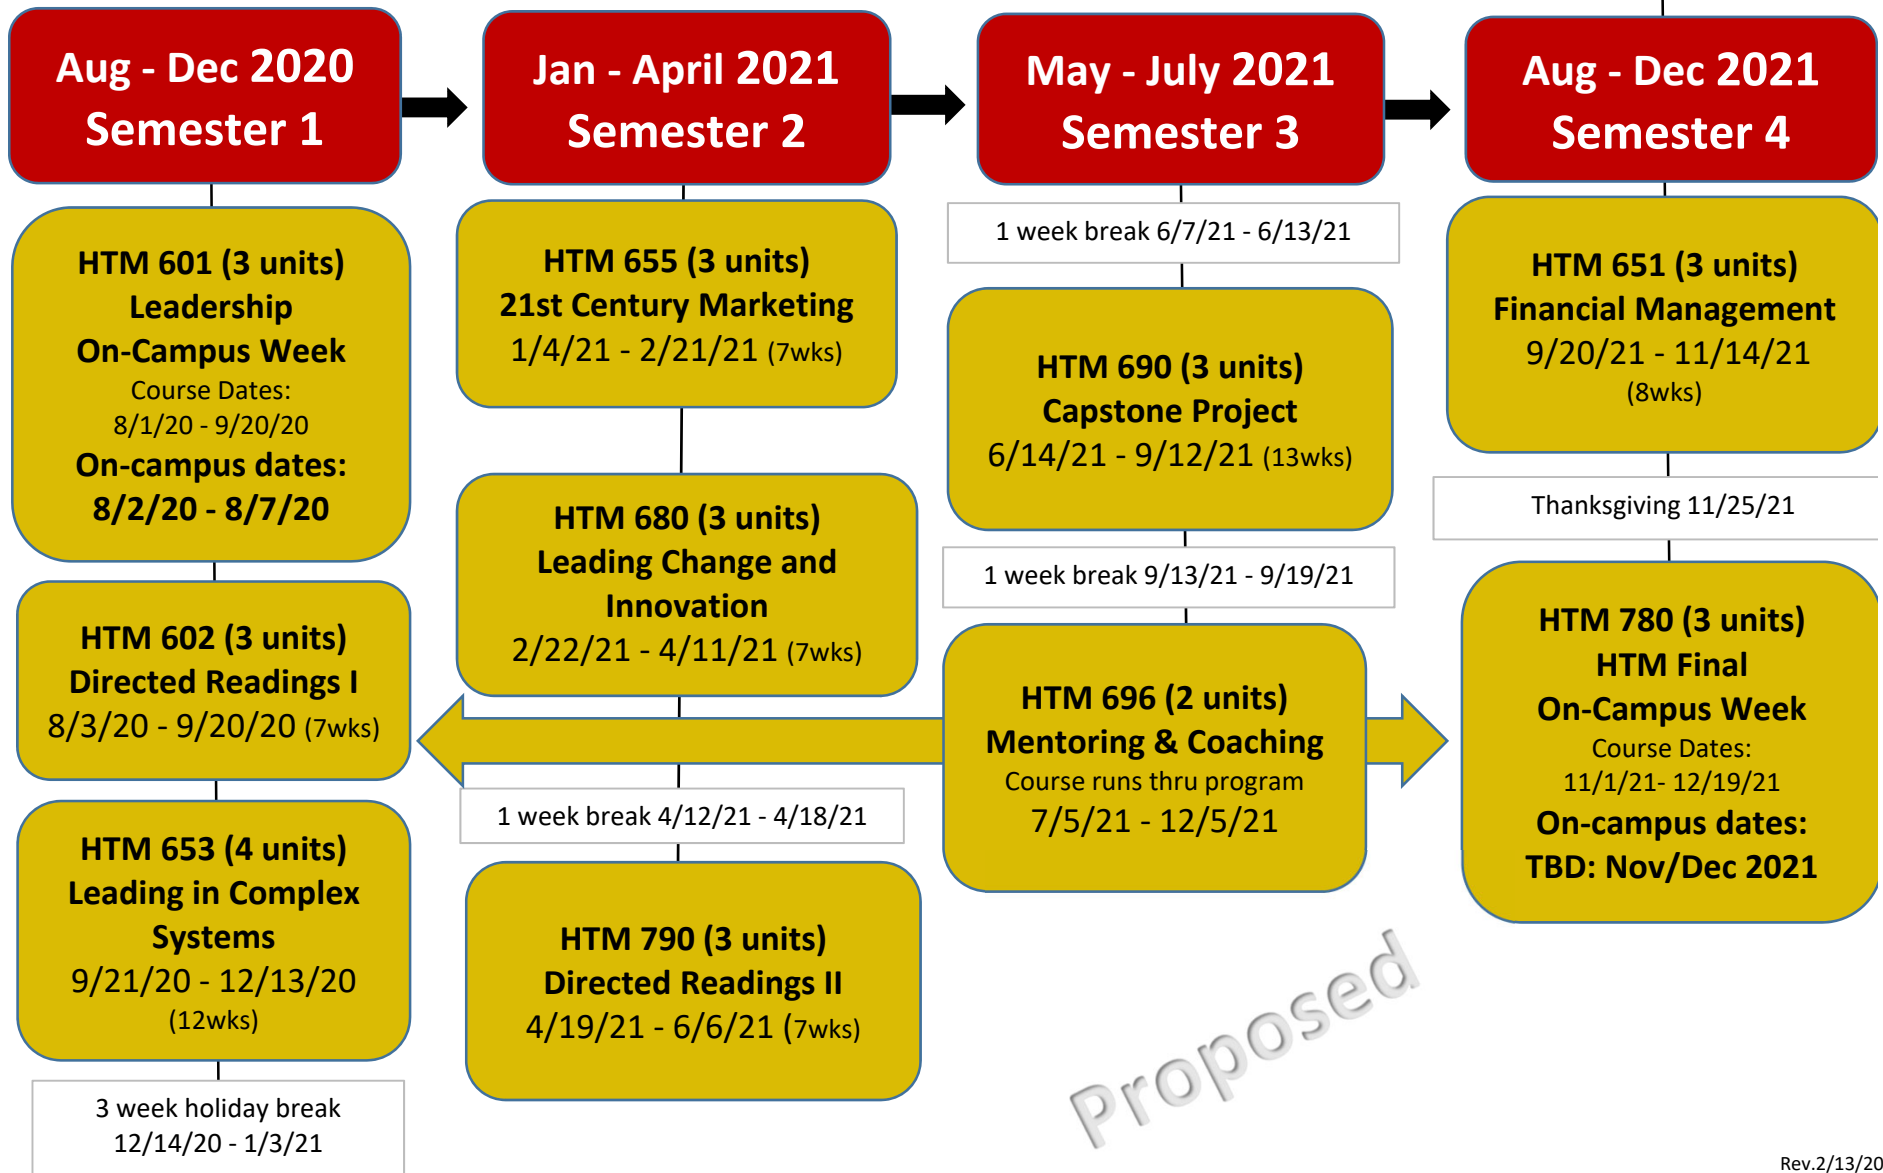 Aug - Dec 2020
Semester 1
HTM 601 (3 units)
Leadership
On-Campus Week
Course Dates:
8/1/20 - 9/20/20
On-campus dates:
8/2/20 - 8/7/20
HTM 602 (3 units)
Directed Readings I
8/3/20 - 9/20/20 (7wks)
HTM 653 (4 units)
Leading in Complex
Systems
9/21/20 - 12/13/20
(12wks)
3 week holiday break
12/14/20 - 1/3/21
Jan - April 2021
Semester 2
HTM 655 (3 units)
21st Century Marketing
1/4/21 - 2/21/21 (7wks)
HTM 680 (3 units)
Leading Change and
Innovation
2/22/21 - 4/11/21 (7wks)
1 week break 4/12/21 - 4/18/21
HTM 790 (3 units)
Directed Readings II
4/19/21 - 6/6/21 (7wks)
May - July 2021
Semester 3
1 week break 6/7/21 - 6/13/21
HTM 690 (3 units)
Capstone Project
6/14/21 - 9/12/21 (13wks)
1 week break 9/13/21 - 9/19/21
HTM 696 (2 units)
Mentoring & Coaching
Course runs thru program
7/5/21 - 12/5/21
Aug - Dec 2021
Semester 4
HTM 651 (3 units)
Financial Management
9/20/21 - 11/14/21
(8wks)
Thanksgiving 11/25/21
HTM 780 (3 units)
HTM Final
On-Campus Week
Course Dates:
11/1/21- 12/19/21
On-campus dates:
TBD: Nov/Dec 2021
Proposed
Rev.2/13/20